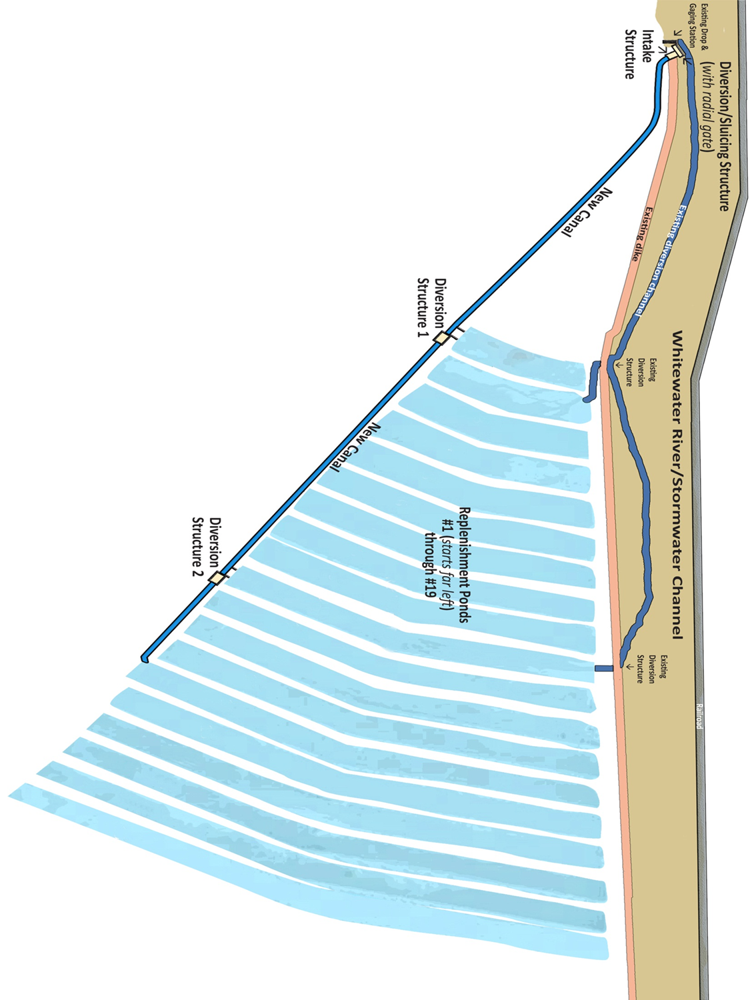 Existing Drop &
Gaging Station
Diversion/Sluicing Structure
(with radial gate)
Intake
Structure
New Canal
Existing dike
Existing diversion channel
Whitewater River/Stormwater Channel
Existing
Diversion
Structure
Diversion
Structure 1
New Canal
Replenishment Ponds
#1 (starts far left)
through #19
Diversion
Structure 2
Existing
Diversion
Structure
Railroad